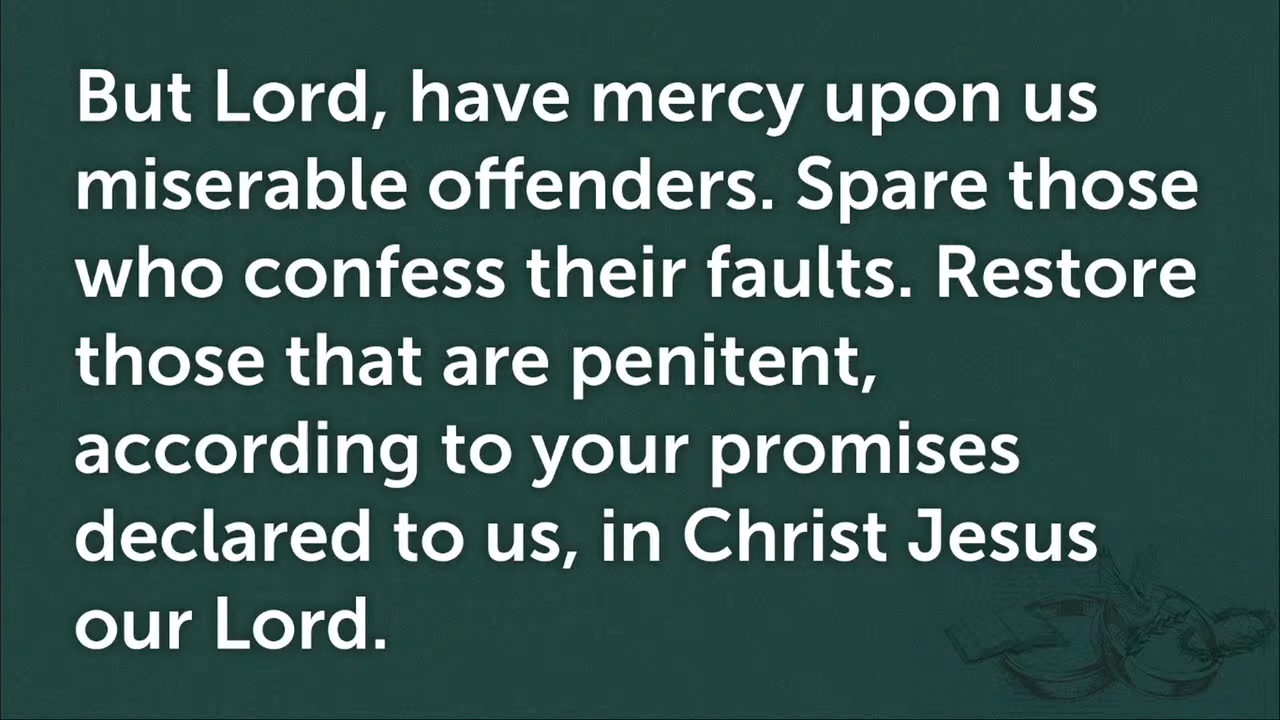 But Lord, have mercy upon us
miserable offenders. Spare those
who confess their faults. Restore
those that are penitent,
according to your promises
declared to us, in Christ Jesus
our Lord.